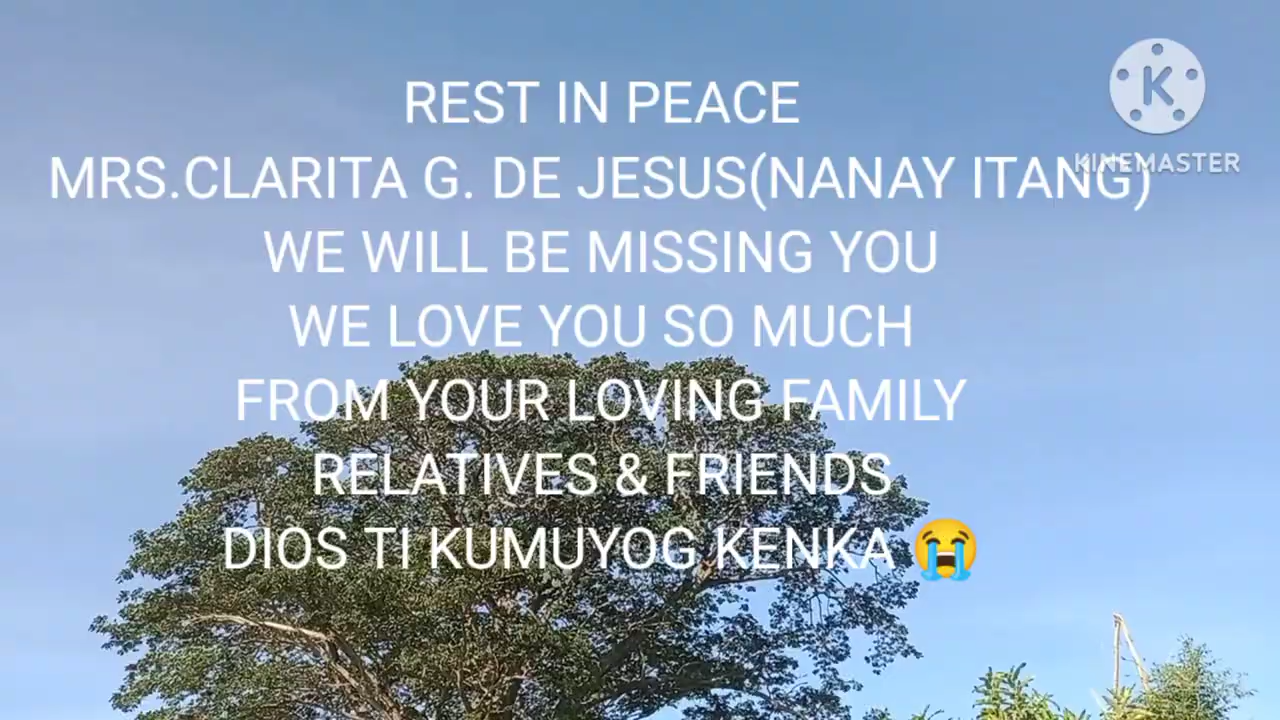 REST IN PEACE
MRS.CLARITA G. DE JESUS(NANAY ITANG)
WE WILL BE MISSING YOU
WE LOVE YOU SO MUCH
FROM YOUR LOVING FAMILY
RELATIVES & FRIENDS
DIOS TI KUMUYOG KENKA 😭
K
KINEMASTER